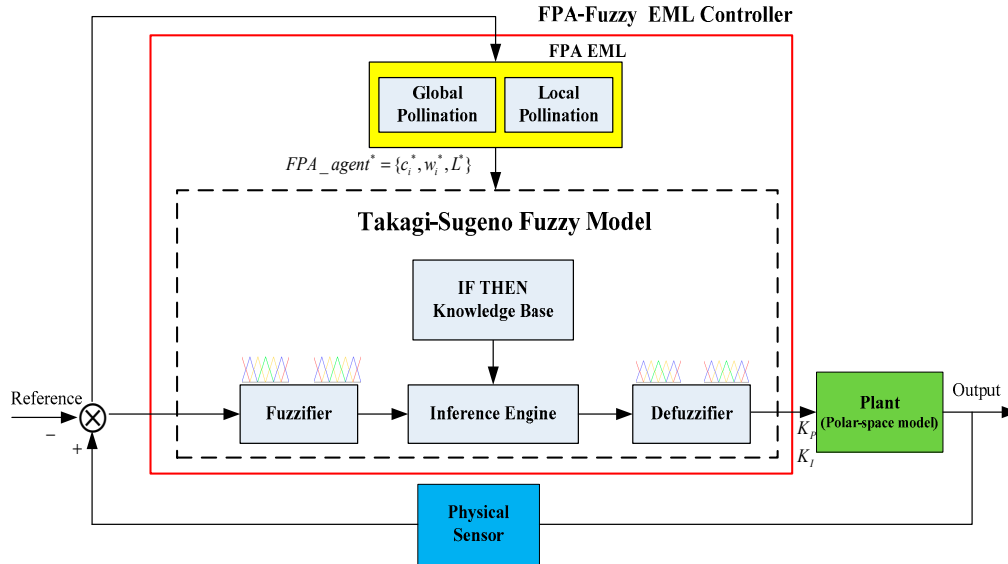 FPA-Fuzzy EML Controller
FPA EML
Global
Pollination
Local
Pollination
FPA_agent* = {c_i*, w_i*, L*}
Takagi-Sugeno Fuzzy Model
IF THEN
Knowledge Base
Reference
−
+
Fuzzifier
Inference Engine
Defuzzifier
K_P
K_I
Plant
(Polar-space model)
Output
Physical
Sensor